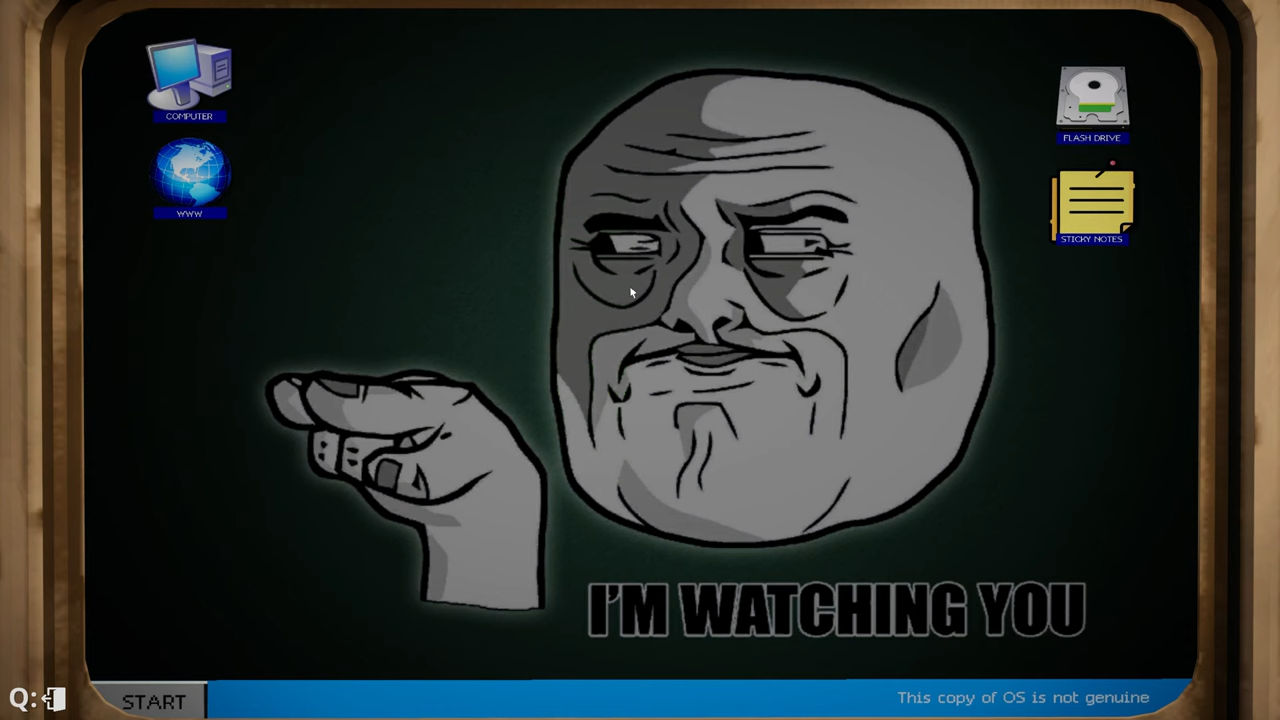 COMPUTER
FLASH DRIVE
WWW
STICKY NOTES
I'M WATCHING YOU
Q:
START
This copy of OS is not genuine